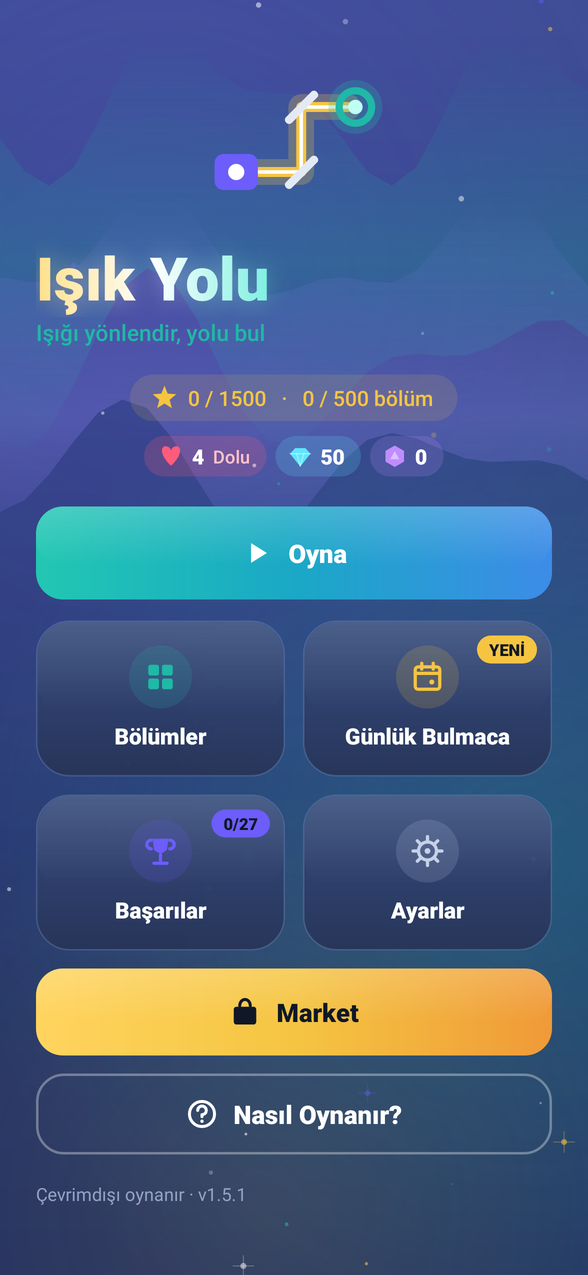 Işık Yolu
Işığı yönlendir, yolu bul
0 / 1500 · 0 / 500 bölüm
4 Dolu 50 0
Oyna
Bölümler
YENİ
Günlük Bulmaca
0/27
Başarılar
Ayarlar
Market
Nasıl Oynanır?
Çevrimdışı oynanır · v1.5.1